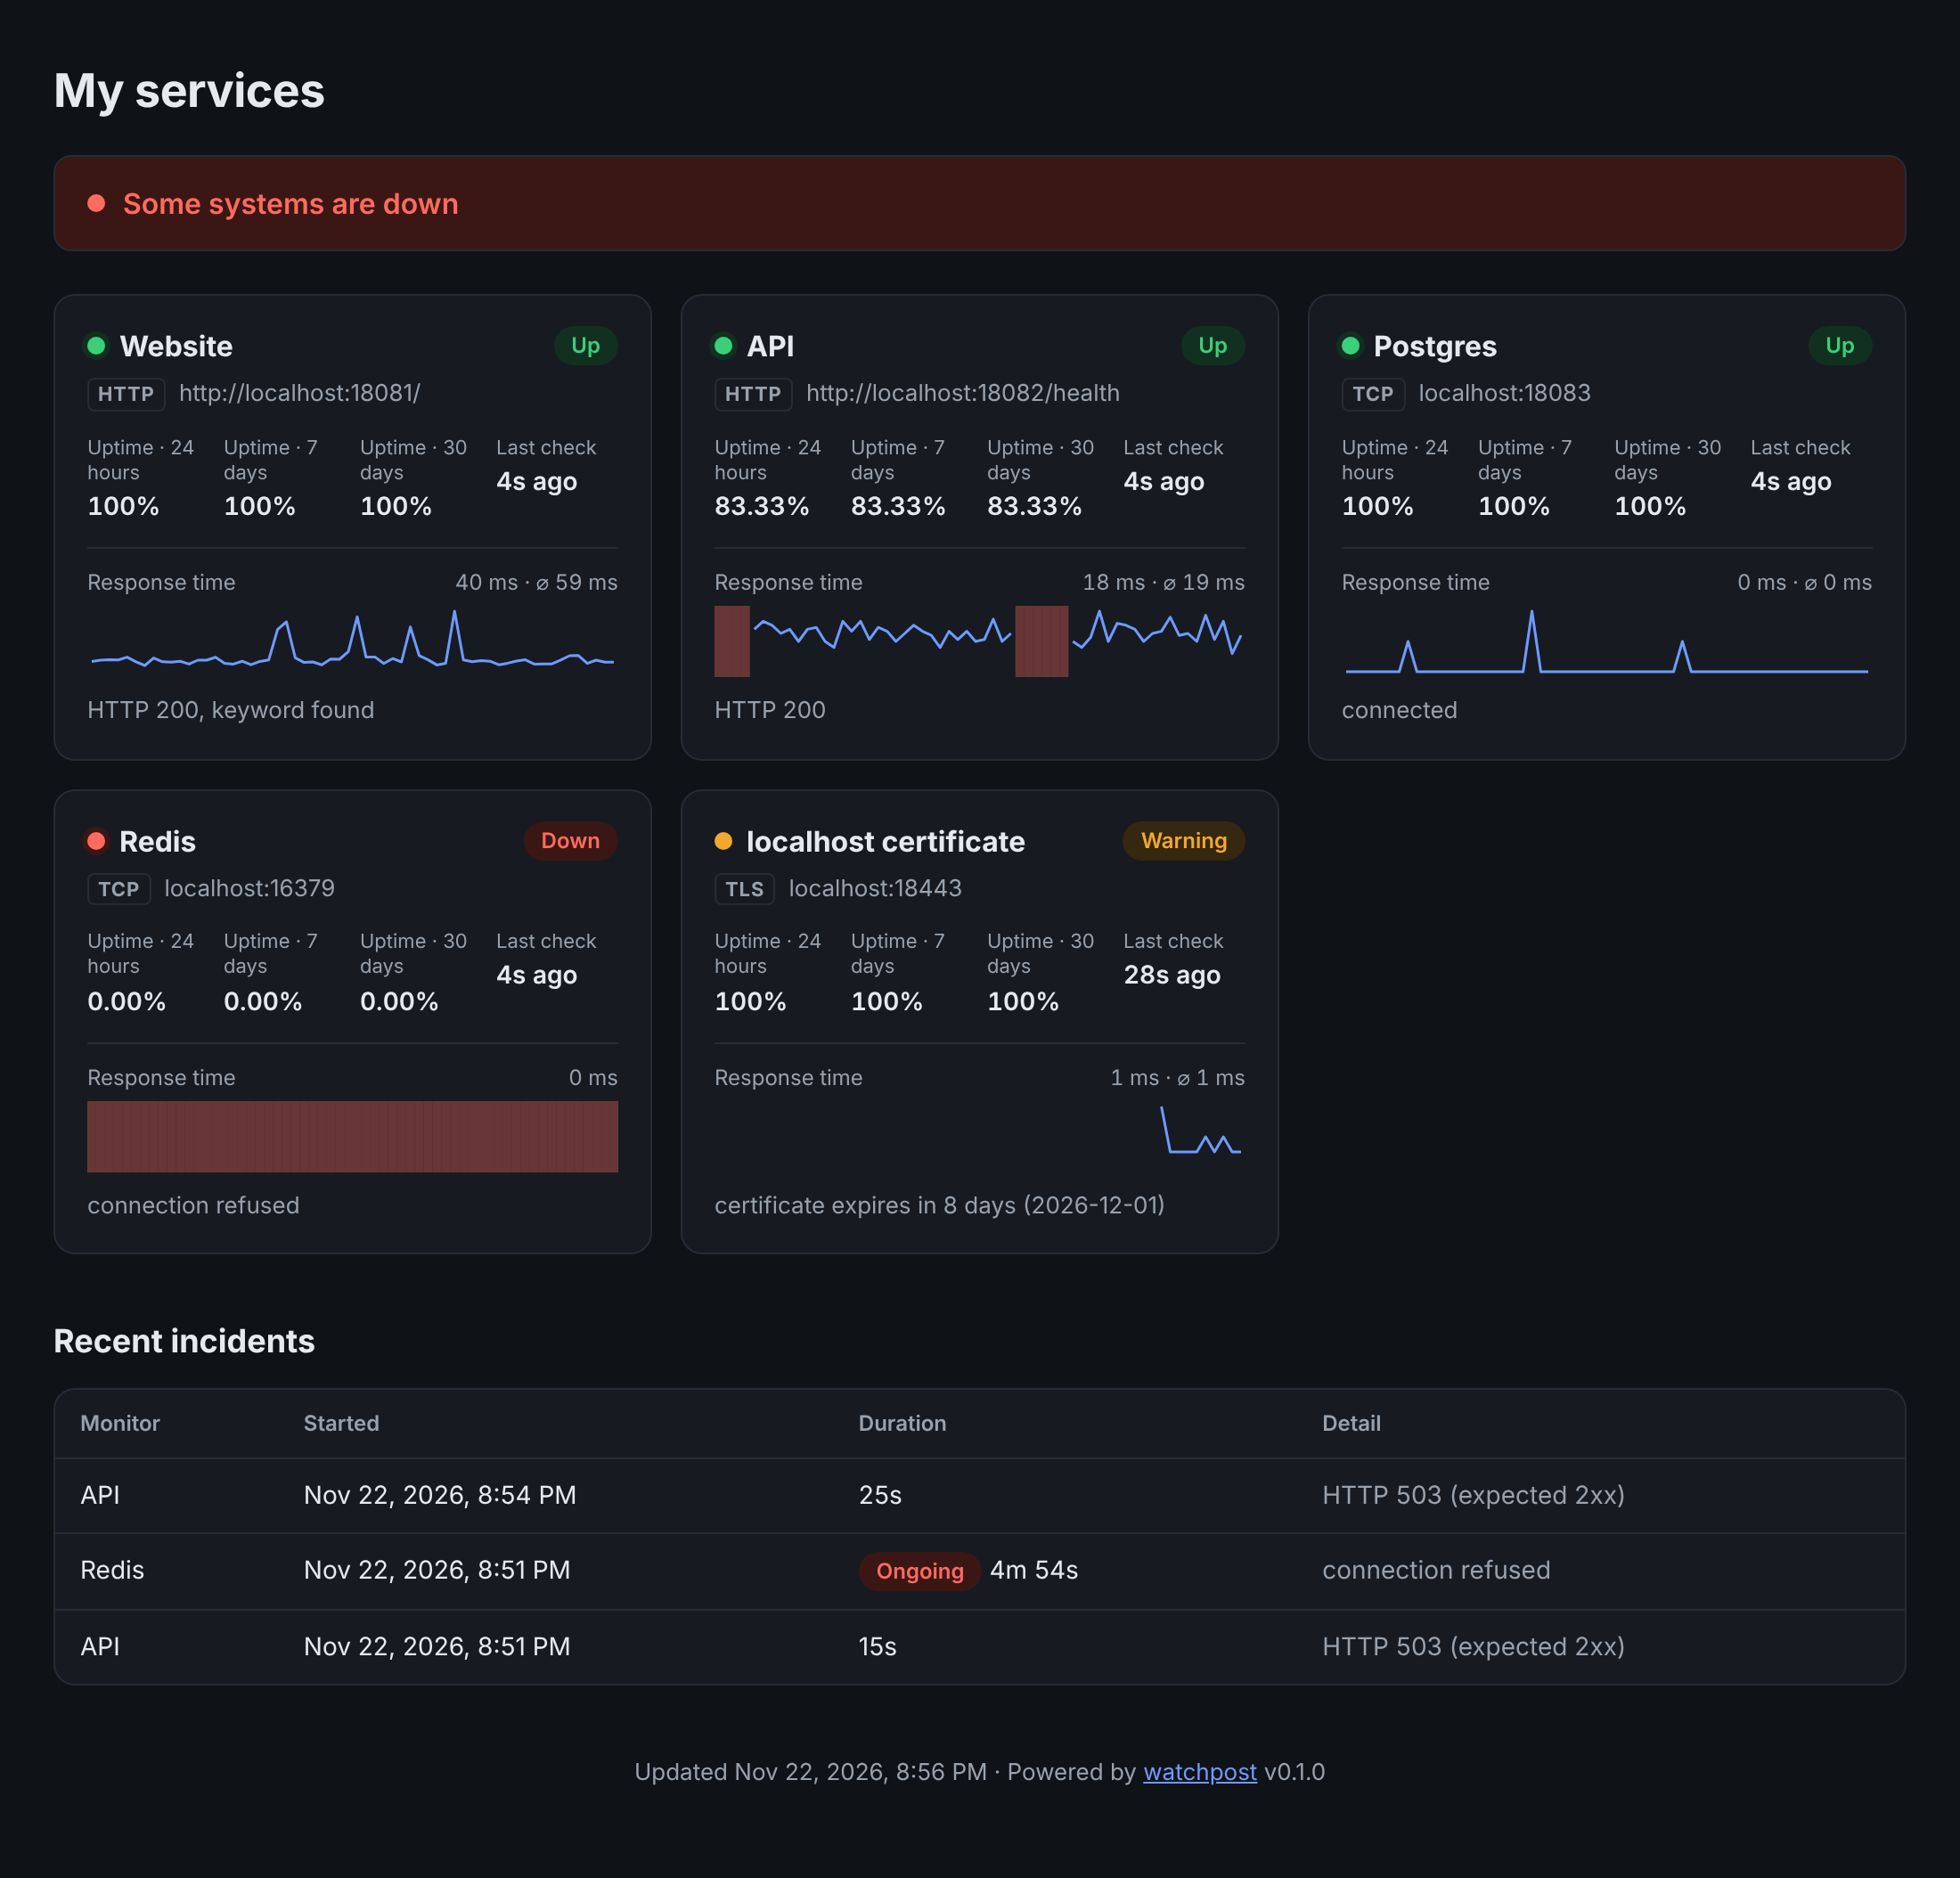 My services
Some systems are down
Website Up
HTTP http://localhost:18081/
Uptime · 24 hours
100%
Uptime · 7 days
100%
Uptime · 30 days
100%
Last check
4s ago
Response time 40 ms · ⌀ 59 ms
HTTP 200, keyword found
API Up
HTTP http://localhost:18082/health
Uptime · 24 hours
83.33%
Uptime · 7 days
83.33%
Uptime · 30 days
83.33%
Last check
4s ago
Response time 18 ms · ⌀ 19 ms
HTTP 200
Postgres Up
TCP localhost:18083
Uptime · 24 hours
100%
Uptime · 7 days
100%
Uptime · 30 days
100%
Last check
4s ago
Response time 0 ms · ⌀ 0 ms
connected
Redis Down
TCP localhost:16379
Uptime · 24 hours
0.00%
Uptime · 7 days
0.00%
Uptime · 30 days
0.00%
Last check
4s ago
Response time 0 ms
connection refused
localhost certificate Warning
TLS localhost:18443
Uptime · 24 hours
100%
Uptime · 7 days
100%
Uptime · 30 days
100%
Last check
28s ago
Response time 1 ms · ⌀ 1 ms
certificate expires in 8 days (2026-12-01)
Recent incidents
Monitor Started Duration Detail
API Nov 22, 2026, 8:54 PM 25s HTTP 503 (expected 2xx)
Redis Nov 22, 2026, 8:51 PM Ongoing 4m 54s connection refused
API Nov 22, 2026, 8:51 PM 15s HTTP 503 (expected 2xx)
Updated Nov 22, 2026, 8:56 PM · Powered by watchpost v0.1.0